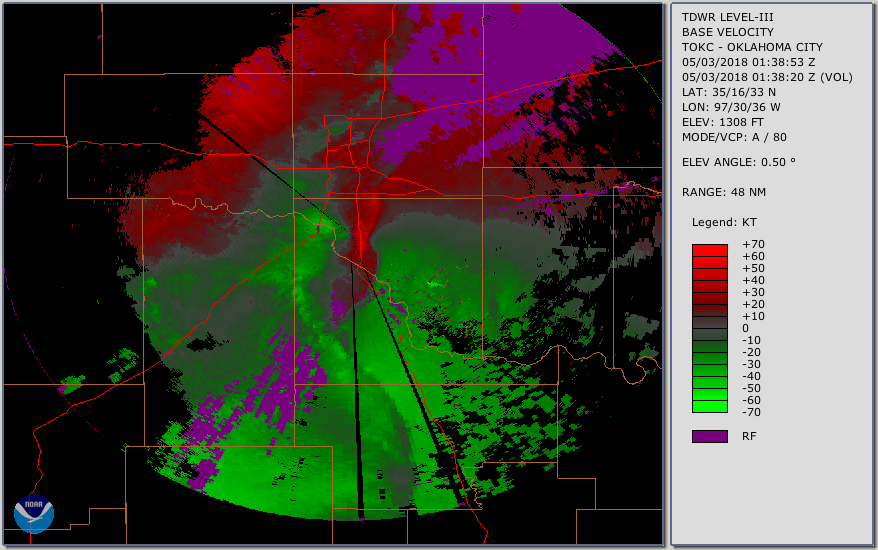 TDWR LEVEL-III
BASE VELOCITY
TOKC - OKLAHOMA CITY
05/03/2018 01:38:53 Z
05/03/2018 01:38:20 Z (VOL)
LAT: 35/16/33 N
LON: 97/30/36 W
ELEV: 1308 FT
MODE/VCP: A / 80
ELEV ANGLE: 0.50 °
RANGE: 48 NM
Legend: KT
+70
+60
+50
+40
+30
+20
+10
0
-10
-20
-30
-40
-50
-60
-70
RF
NOAA